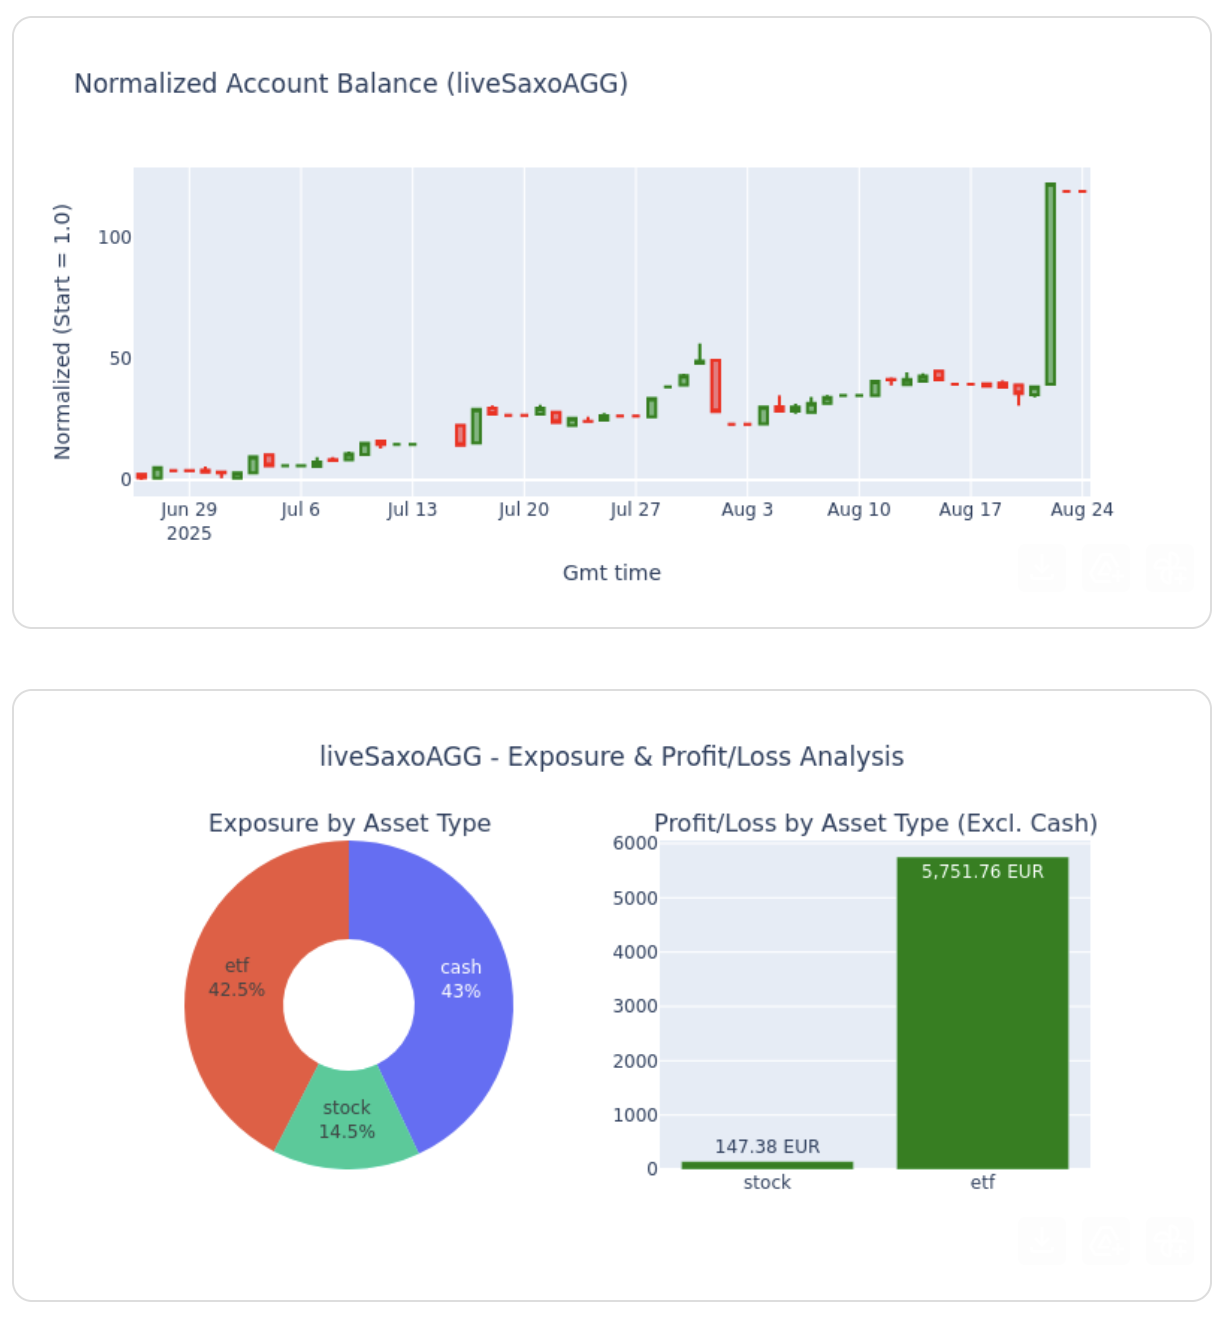 Normalized Account Balance (liveSaxoAGG)
Normalized (Start = 1.0)
100
50
0
Jun 29
2025
Jul 6
Jul 13
Jul 20
Jul 27
Aug 3
Aug 10
Aug 17
Aug 24
Gmt time
liveSaxoAGG - Exposure & Profit/Loss Analysis
Exposure by Asset Type
etf
42.5%
cash
43%
stock
14.5%
Profit/Loss by Asset Type (Excl. Cash)
6000
5000
4000
3000
2000
1000
0
5,751.76 EUR
147.38 EUR
stock
etf